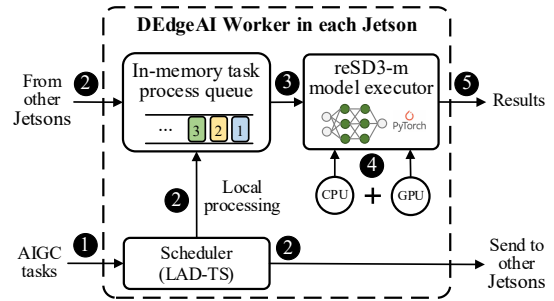 DEdgeAI Worker in each Jetson
2
From
other
Jetsons
In-memory task
process queue
...
3
2
1
3
reSD3-m
model executor
PyTorch
5
Results
4
CPU
+
GPU
2
Local
processing
1
AIGC
tasks
Scheduler
(LAD-TS)
2
Send to
other
Jetsons